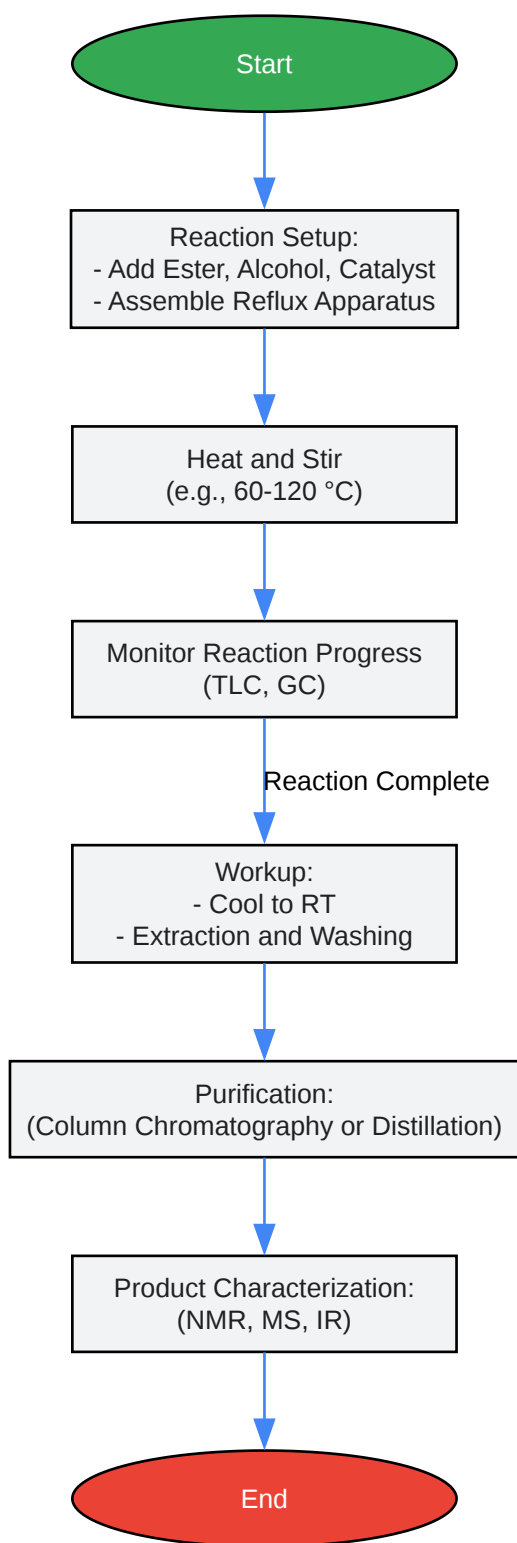 Start
Reaction Setup:
- Add Ester, Alcohol, Catalyst
- Assemble Reflux Apparatus
Heat and Stir
(e.g., 60-120 °C)
Monitor Reaction Progress
(TLC, GC)
Reaction Complete
Workup:
- Cool to RT
- Extraction and Washing
Purification:
(Column Chromatography or Distillation)
Product Characterization:
(NMR, MS, IR)
End